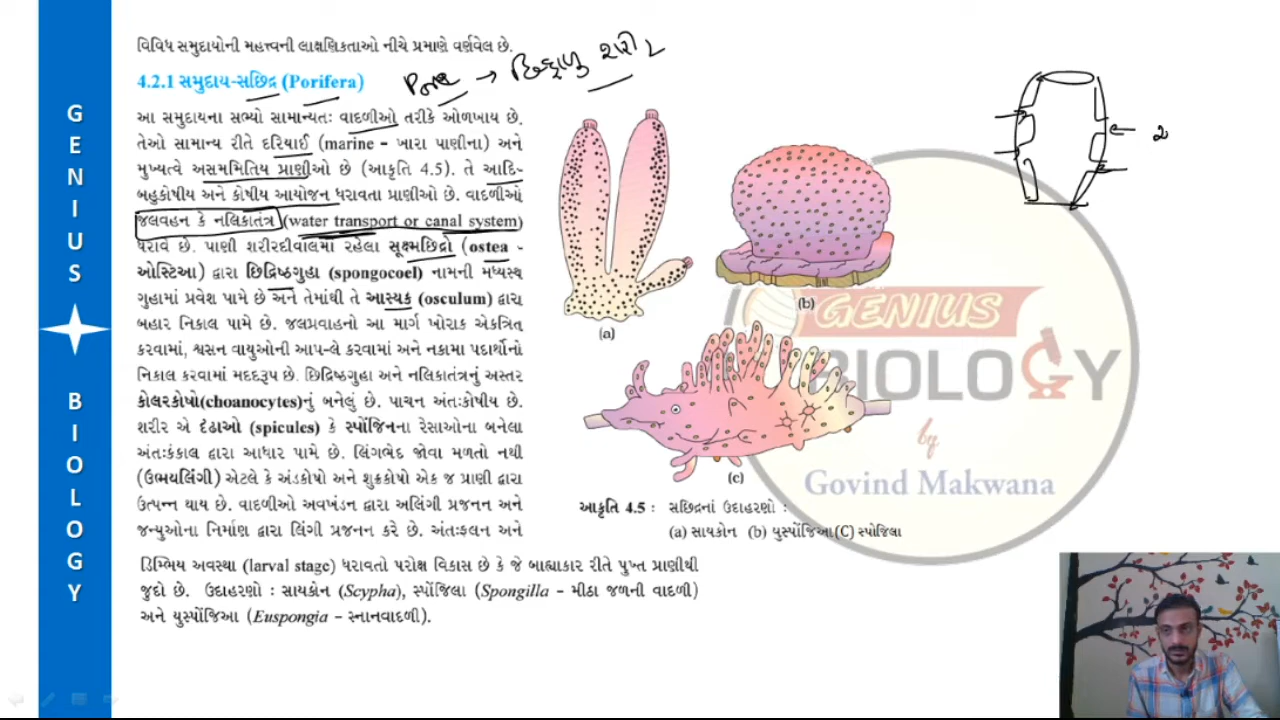 વિવિધ સમુદાયોની મહત્ત્વની લાક્ષણિકતાઓ નીચે પ્રમાણે વર્ણવેલ છે.
4.2.1 સમુદાય-સછિદ્ર (Porifera)
આ સમુદાયના સભ્યો સામાન્યતઃ વાદળીઓ તરીકે ઓળખાય છે.
તેઓ સામાન્ય રીતે દરિયાઈ (marine - ખારા પાણીના) અને
મુખ્યત્વે અસમમિતિય પ્રાણીઓ છે (આકૃતિ 4.5). તે આદિ-
બહુકોષીય અને કોષીય આયોજન ધરાવતા પ્રાણીઓ છે. વાદળીઓ
જલવહન કે નલિકાતંત્ર (water transport or canal system)
ધરાવે છે. પાણી શરીરદીવાલમાં રહેલા સૂક્ષ્મછિદ્રો (ostea -
ઓસ્ટિઆ) દ્વારા છિદ્રિષ્ઠગુહા (spongocoel) નામની મધ્યસ્થ
ગુહામાં પ્રવેશ પામે છે અને તેમાંથી તે આસ્યક (osculum) દ્વારા
બહાર નિકાલ પામે છે. જલપ્રવાહનો આ માર્ગ ખોરાક એકત્રિત
કરવામાં, શ્વસન વાયુઓની આપ-લે કરવામાં અને નકામા પદાર્થોનો
નિકાલ કરવામાં મદદરૂપ છે. છિદ્રિષ્ઠગુહા અને નલિકાતંત્રનું અસ્તર
કોલરકોષો(choanocytes)નું બનેલું છે. પાચન અંતઃકોષીય છે.
શરીર એ દંઢાઓ (spicules) કે સ્પોંજિનના રેસાઓના બનેલા
અંતઃકંકાલ દ્વારા આધાર પામે છે. લિંગભેદ જોવા મળતો નથી
(ઉભયલિંગી) એટલે કે અંડકોષો અને શુક્રકોષો એક જ પ્રાણી દ્વારા
ઉત્પન્ન થાય છે. વાદળીઓ અવખંડન દ્વારા અલિંગી પ્રજનન અને
જન્યુઓના નિર્માણ દ્વારા લિંગી પ્રજનન કરે છે. અંતઃફલન અને
ડિમ્ભિય અવસ્થા (larval stage) ધરાવતો પરોક્ષ વિકાસ છે કે જે બાહ્યાકાર રીતે પુખ્ત પ્રાણીથી
જુદો છે. ઉદાહરણો : સાયકોન (Scypha), સ્પોંજિલા (Spongilla - મીઠા જળની વાદળી)
અને યુસ્પોંજિઆ (Euspongia - સ્નાનવાદળી).
→ છિદ્રાળુ શરીર
(a)
(b)
(c)
આકૃતિ 4.5 : સછિદ્રનાં ઉદાહરણો :
(a) સાયકોન (b) યુસ્પોંજિઆ (C) સ્પોંજિલા
GENIUS
BIOLOGY
GENIUS
BIOLOGY
by
Govind Makwana